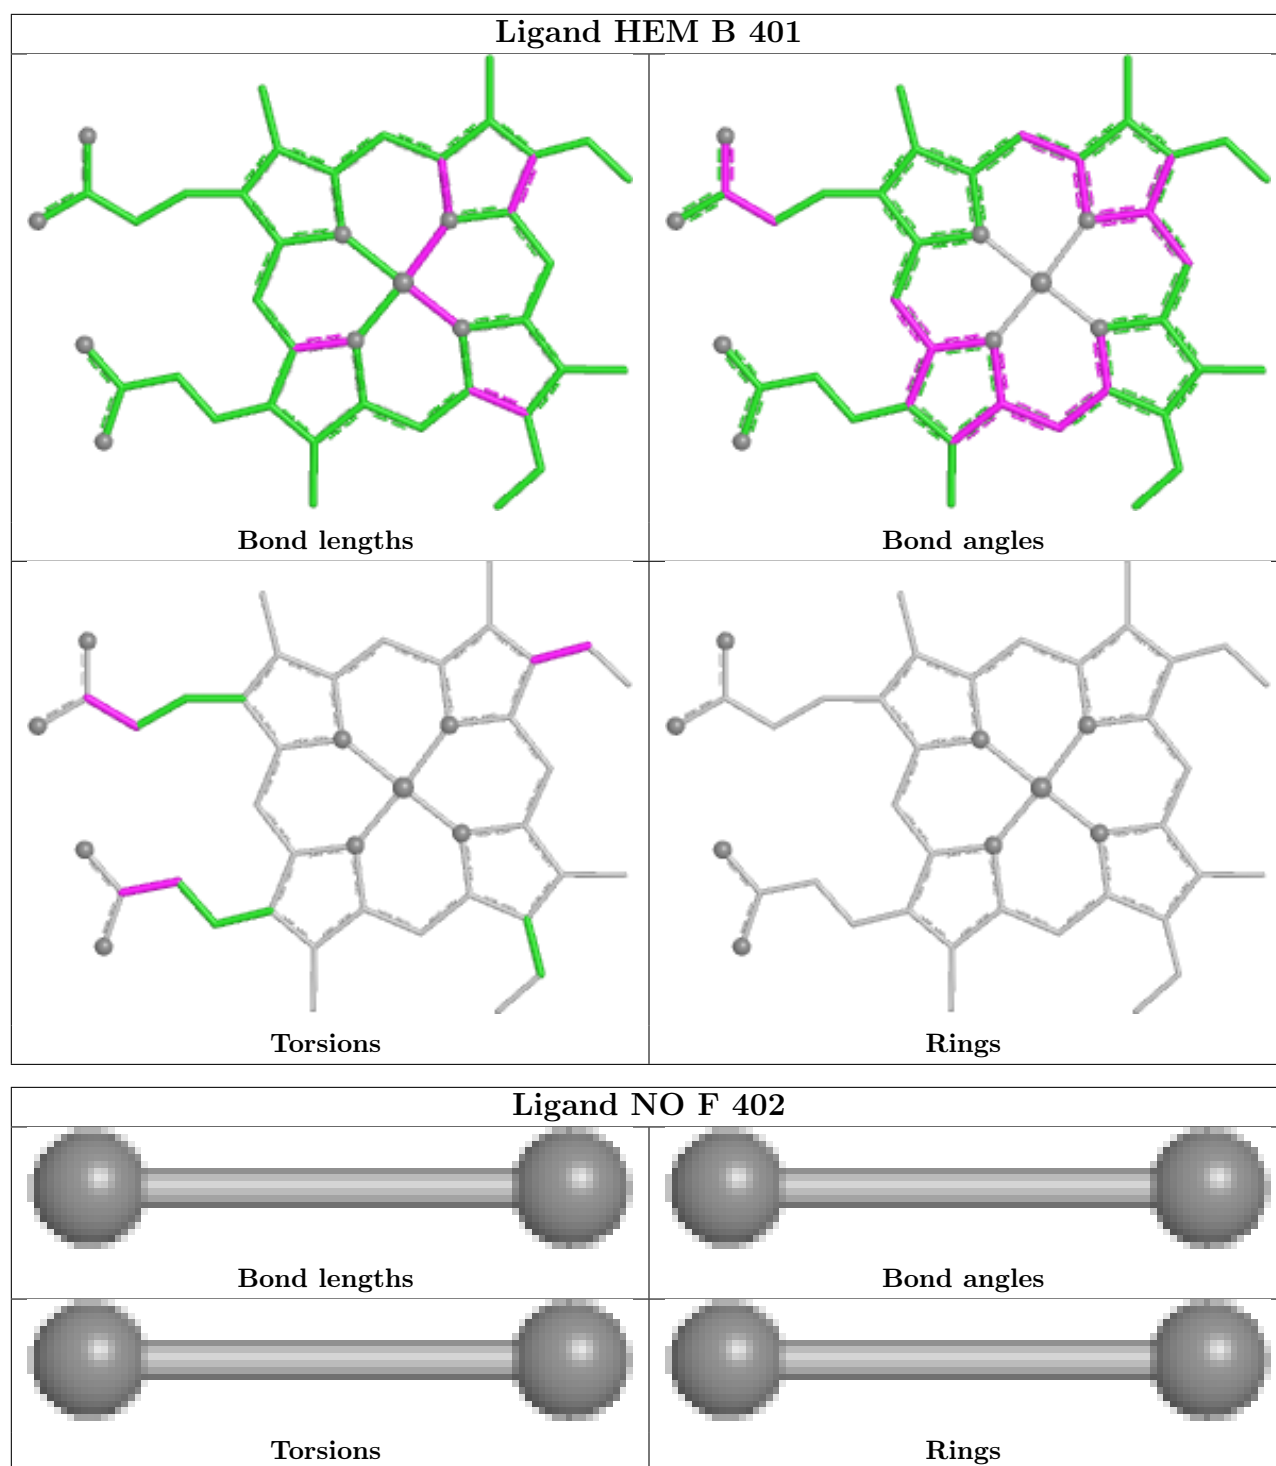 Ligand HEM B 401
Bond lengths
Bond angles
Torsions
Rings
Ligand NO F 402
Bond lengths
Bond angles
Torsions
Rings